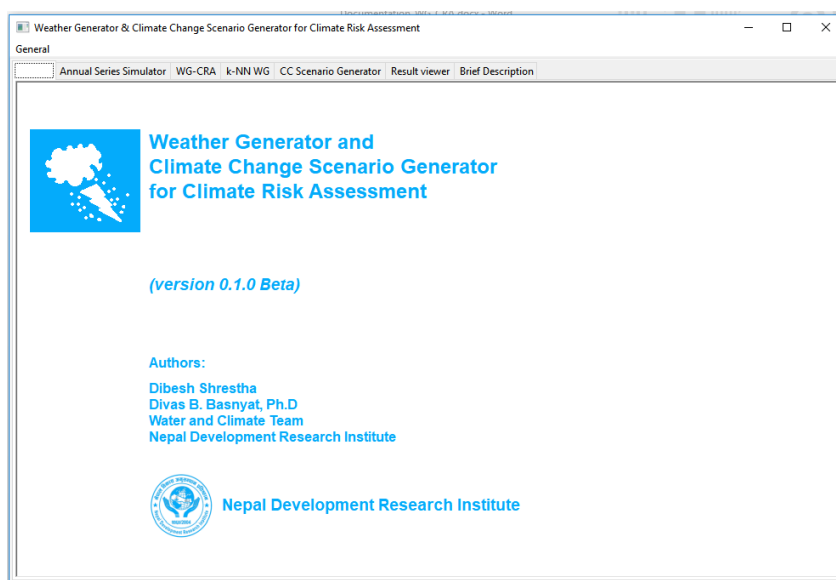 Weather Generator & Climate Change Scenario Generator for Climate Risk Assessment
General
Annual Series Simulator WG-CRA k-NN WG CC Scenario Generator Result viewer Brief Description
Weather Generator and
Climate Change Scenario Generator
for Climate Risk Assessment
(version 0.1.0 Beta)
Authors:
Dibesh Shrestha
Divas B. Basnyat, Ph.D
Water and Climate Team
Nepal Development Research Institute
Nepal Development Research Institute